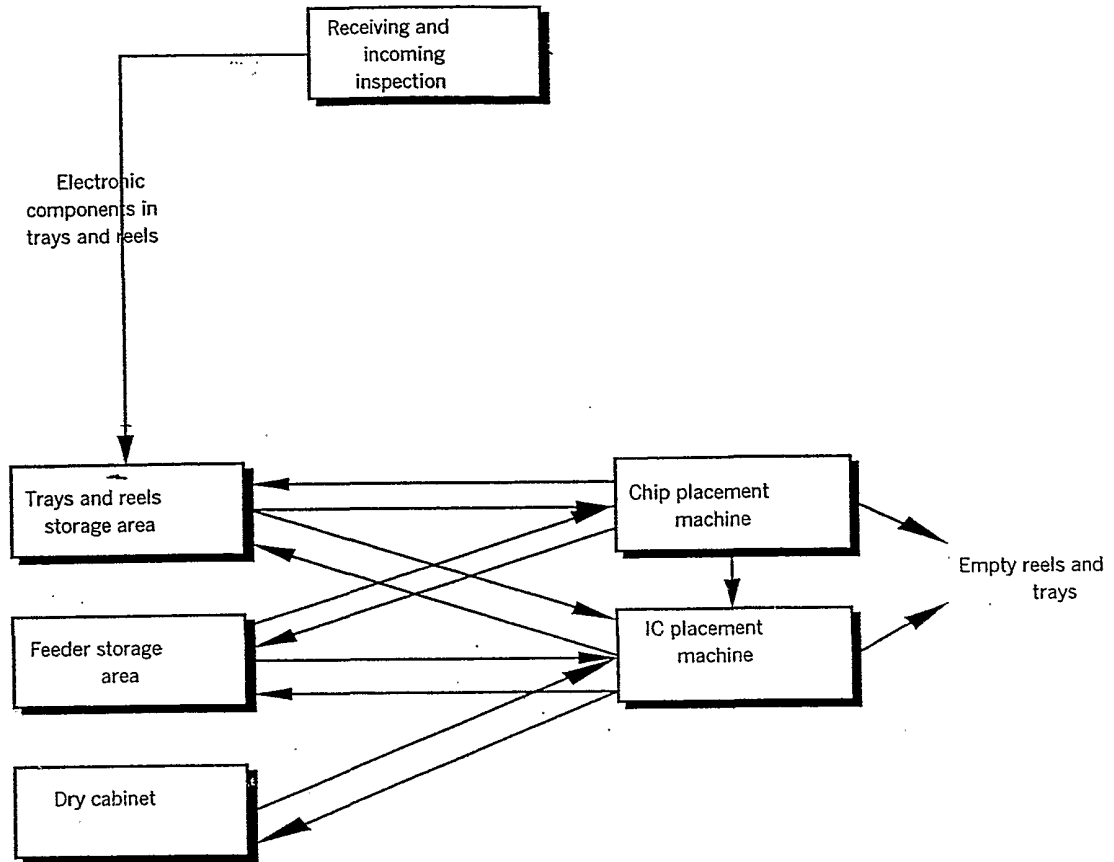 Receiving and
incoming
inspection
Electronic
components in
trays and reels
Trays and reels
storage area
Chip placement
machine
Empty reels and
trays
Feeder storage
area
IC placement
machine
Dry cabinet